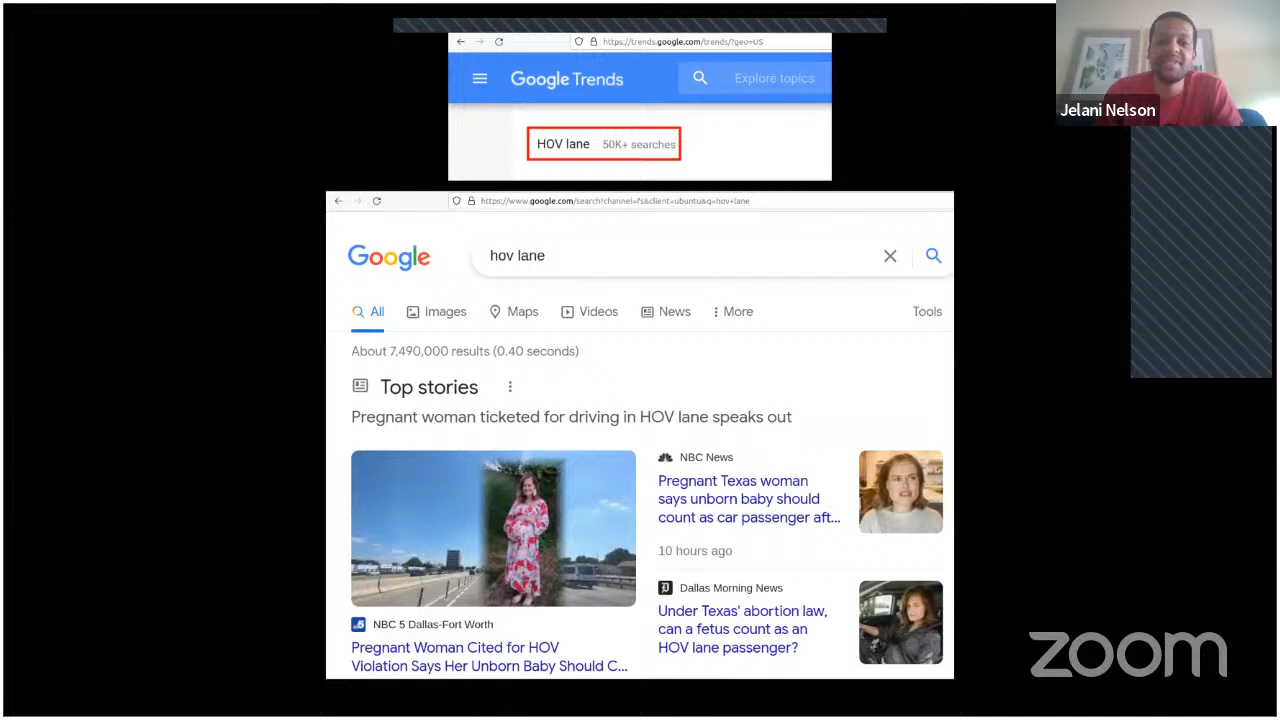 https://trends.google.com/trends/?geo=US
Google Trends
Explore topics
HOV lane 50K+ searches
Jelani Nelson
https://www.google.com/search?channel=fs&client=ubuntu&q=hov+lane
Google
hov lane
All Images Maps Videos News More Tools
About 7,490,000 results (0.40 seconds)
Top stories
Pregnant woman ticketed for driving in HOV lane speaks out
NBC 5 Dallas-Fort Worth
Pregnant Woman Cited for HOV
Violation Says Her Unborn Baby Should C...
NBC News
Pregnant Texas woman
says unborn baby should
count as car passenger aft...
10 hours ago
Dallas Morning News
Under Texas' abortion law,
can a fetus count as an
HOV lane passenger?
zoom